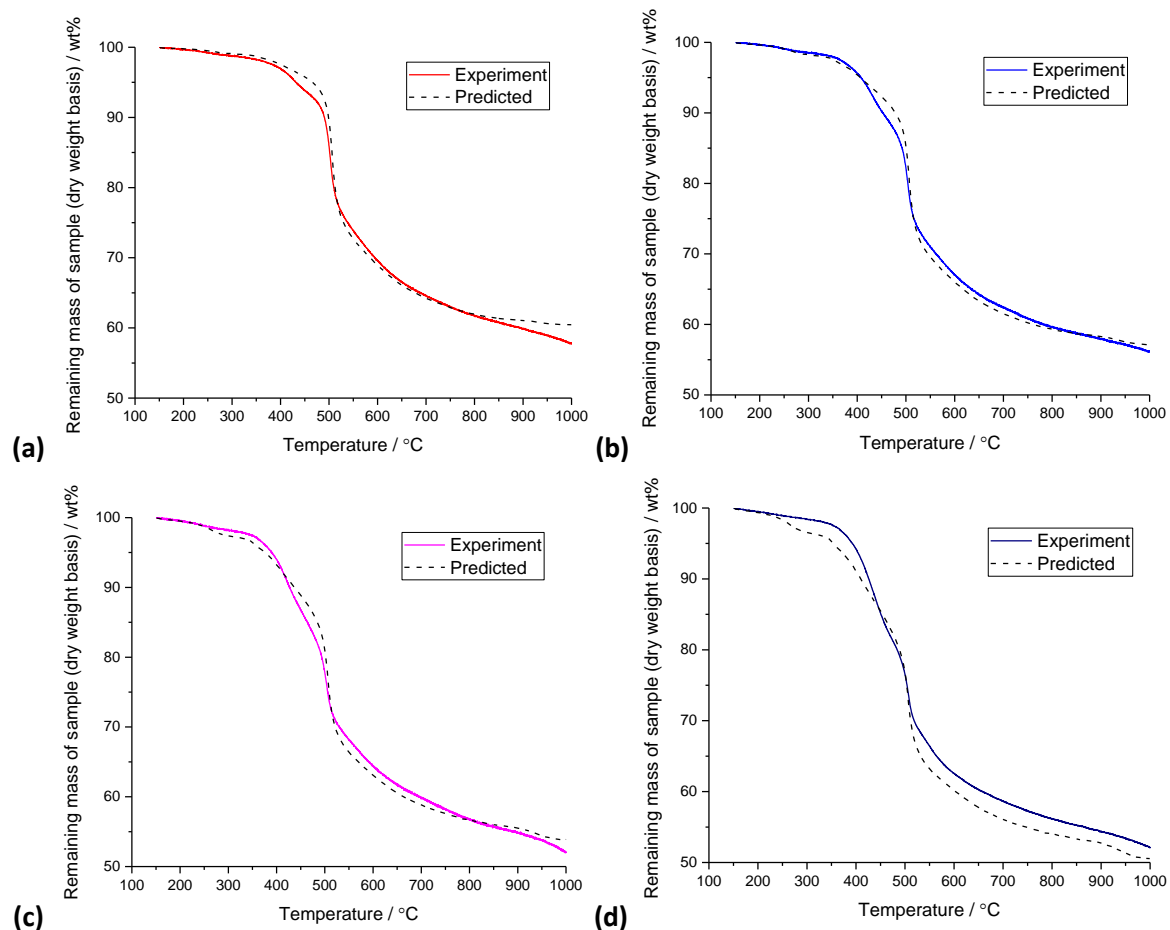 Remaining mass of sample (dry weight basis) / wt%
100
90
80
70
60
50
Experiment
Predicted
100 200 300 400 500 600 700 800 900 1000
Temperature / °C
(a)
Remaining mass of sample (dry weight basis) / wt%
100
90
80
70
60
50
Experiment
Predicted
100 200 300 400 500 600 700 800 900 1000
Temperature / °C
(b)
Remaining mass of sample (dry weight basis) / wt%
100
90
80
70
60
50
Experiment
Predicted
100 200 300 400 500 600 700 800 900 1000
Temperature / °C
(c)
Remaining mass of sample (dry weight basis) / wt%
100
90
80
70
60
50
Experiment
Predicted
100 200 300 400 500 600 700 800 900 1000
Temperature / °C
(d)